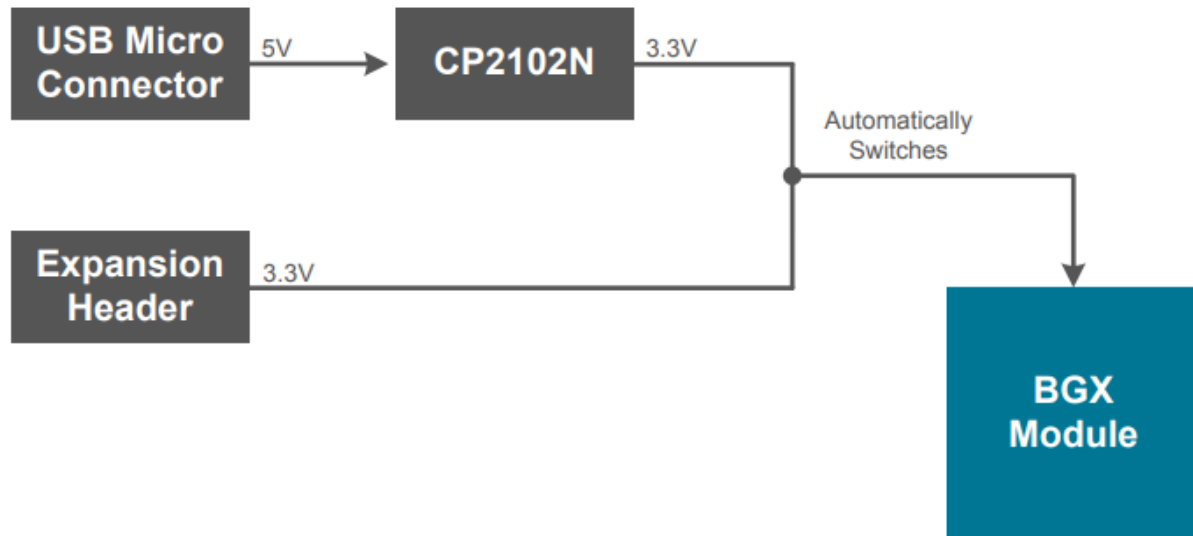 USB Micro
Connector
5V
CP2102N
3.3V
Automatically
Switches
Expansion
Header
3.3V
BGX
Module